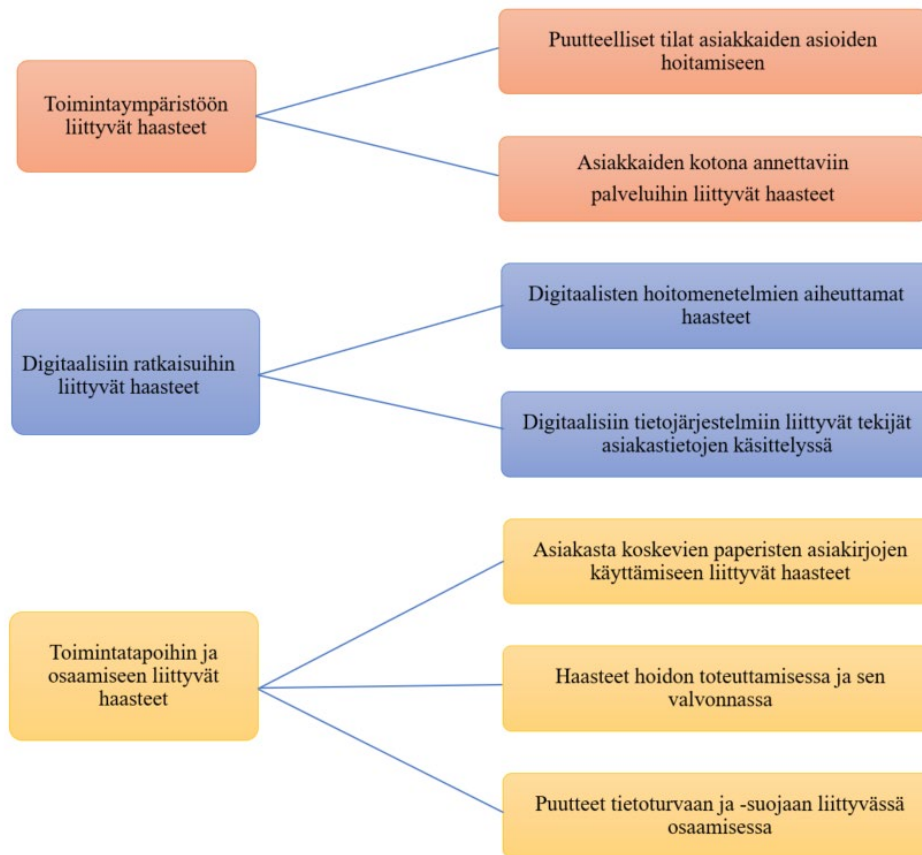 Toimintaympäristöön
liittyvät haasteet
Puutteelliset tilat asiakkaiden asioiden
hoitamiseen
Asiakkaiden kotona annettaviin
palveluihin liittyvät haasteet
Digitaalisiin ratkaisuihin
liittyvät haasteet
Digitaalisten hoitomenetelmien aiheuttamat
haasteet
Digitaalisiin tietojärjestelmiin liittyvät tekijät
asiakastietojen käsittelyssä
Toimintatapoihin ja
osaamiseen liittyvät
haasteet
Asiakasta koskevien paperisten asiakirjojen
käyttämiseen liittyvät haasteet
Haasteet hoidon toteuttamisessa ja sen
valvonnassa
Puutteet tietoturvaan ja -suojaan liittyvässä
osaamisessa